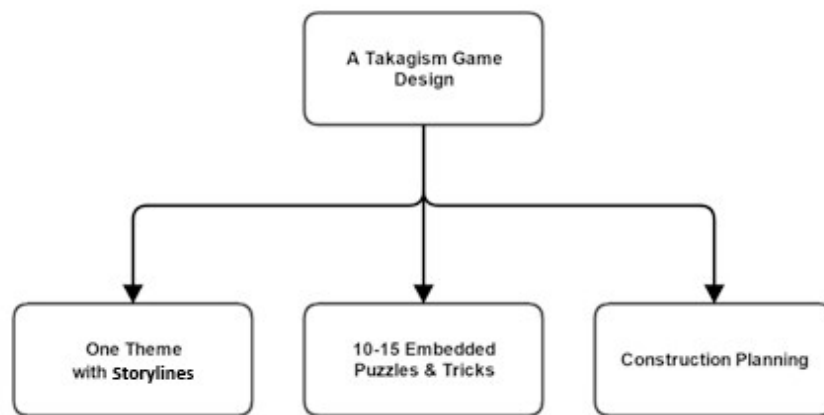 A Takagism Game
Design
One Theme
with Storylines
10-15 Embedded
Puzzles & Tricks
Construction Planning